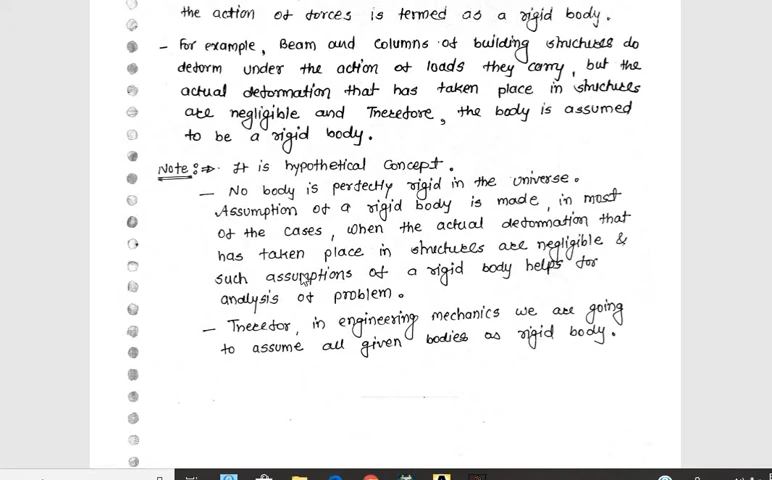 the action of forces is termed as a rigid body.
- For example, Beam and columns of building structures do
deform under the action of loads they carry, but the
actual deformation that has taken place in structures
are negligible and Therefore, the body is assumed
to be a rigid body.
Note:⇒ It is hypothetical concept.
- No body is perfectly rigid in the universe.
Assumption of a rigid body is made, in most
of the cases, when the actual deformation that
has taken place in structures are negligible &
such assumptions of a rigid body helps for
analysis of problem.
- Therefor, in engineering mechanics we are going
to assume all given bodies as rigid body.